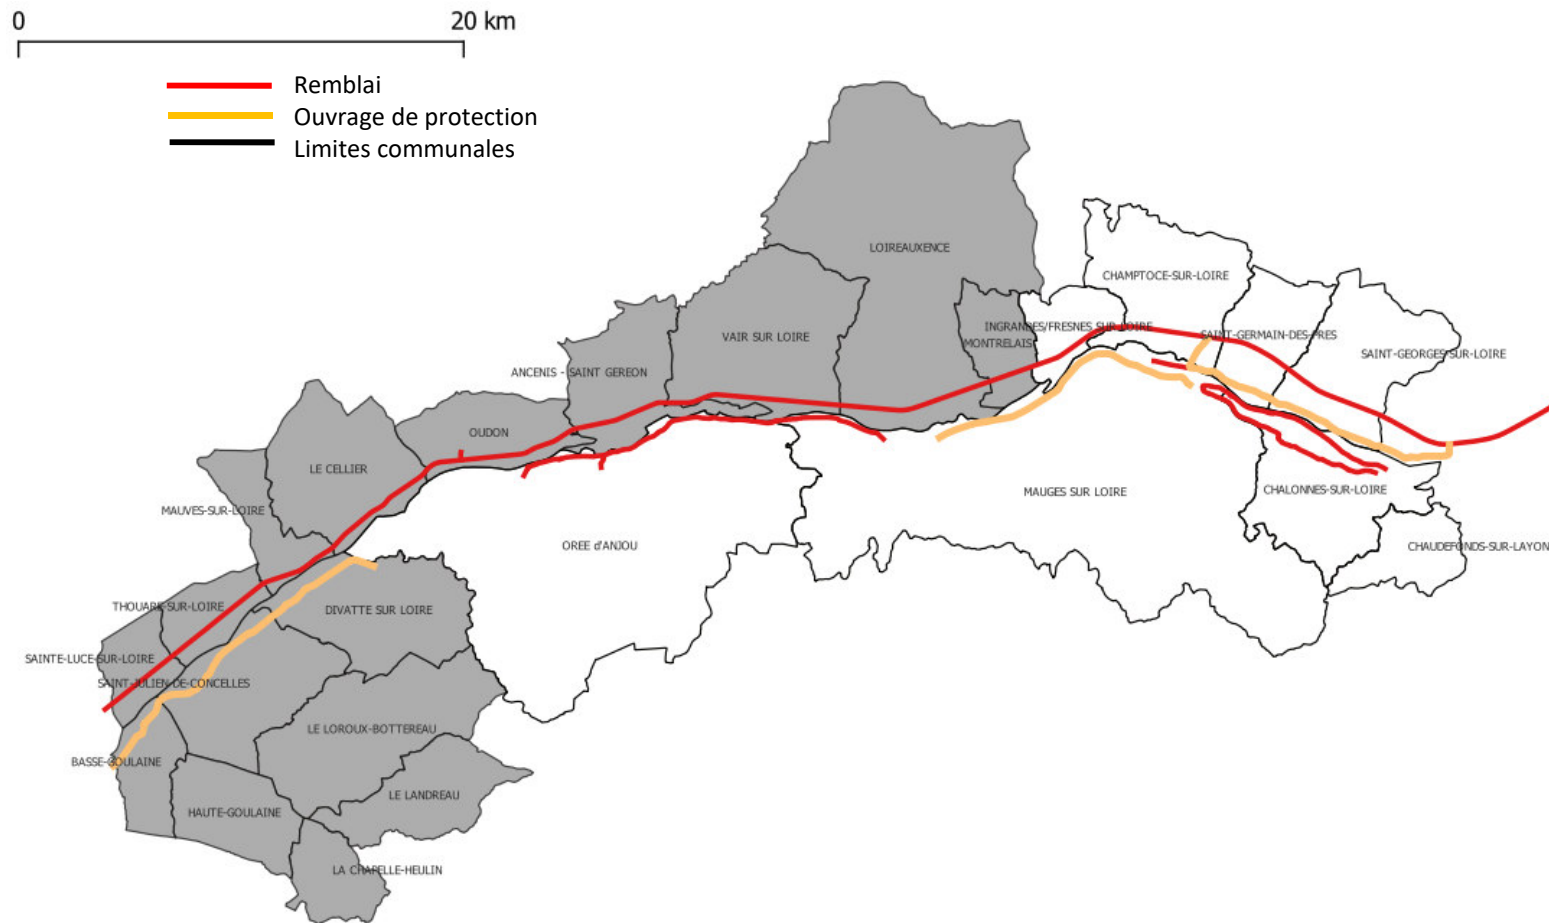 0 20 km
Remblai
Ouvrage de protection
Limites communales
LOIREAUXENCE
CHAMPTOCE-SUR-LOIRE
INGRANDES/FRESNES SUR LOIRE
SAINT-GERMAIN-DES-PRES
VAIR SUR LOIRE
MONTRELAIS
SAINT-GEORGES-SUR-LOIRE
ANCENIS - SAINT GEREON
OUDON
LE CELLIER
CHALONNES-SUR-LOIRE
MAUGES SUR LOIRE
MAUVES-SUR-LOIRE
OREE d'ANJOU
CHAUDEFONDS-SUR-LAYON
THOUARE-SUR-LOIRE
DIVATTE SUR LOIRE
SAINTE-LUCE-SUR-LOIRE
SAINT-JULIEN-DE-CONCELLES
LE LOROUX-BOTTEREAU
BASSE-GOULAINE
LE LANDREAU
HAUTE-GOULAINE
LA CHAPELLE-HEULIN